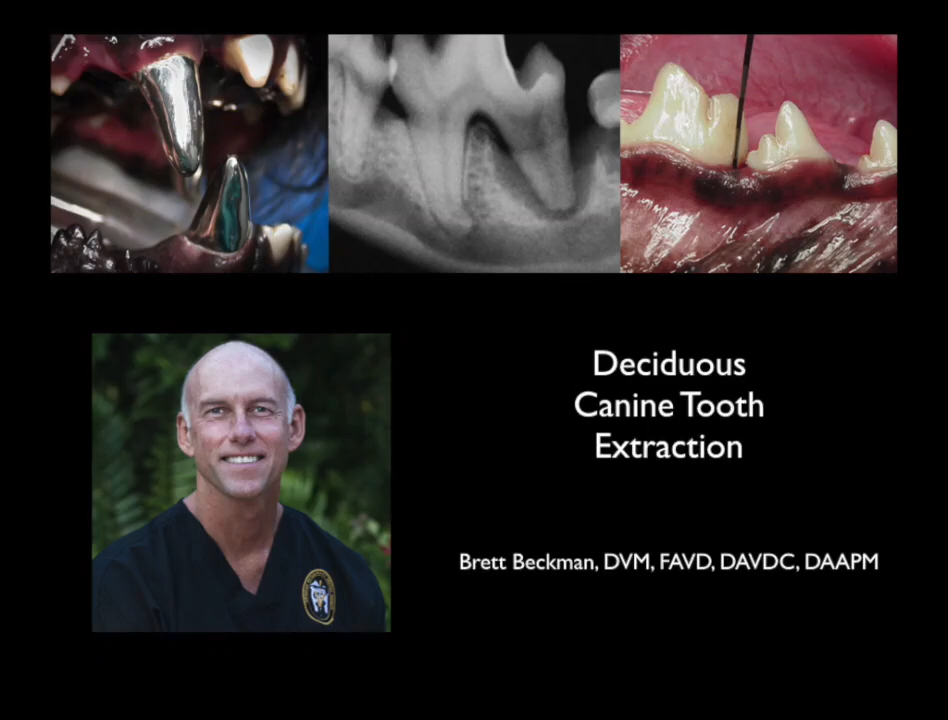 Deciduous
Canine Tooth
Extraction
Brett Beckman, DVM, FAVD, DAVDC, DAAPM